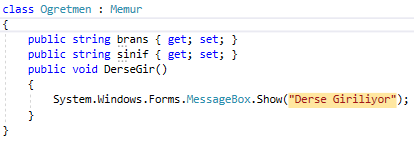 class Ogretmen : Memur
{
public string brans { get; set; }
public string sinif { get; set; }
public void DerseGir()
{
System.Windows.Forms.MessageBox.Show("Derse Giriliyor");
}
}